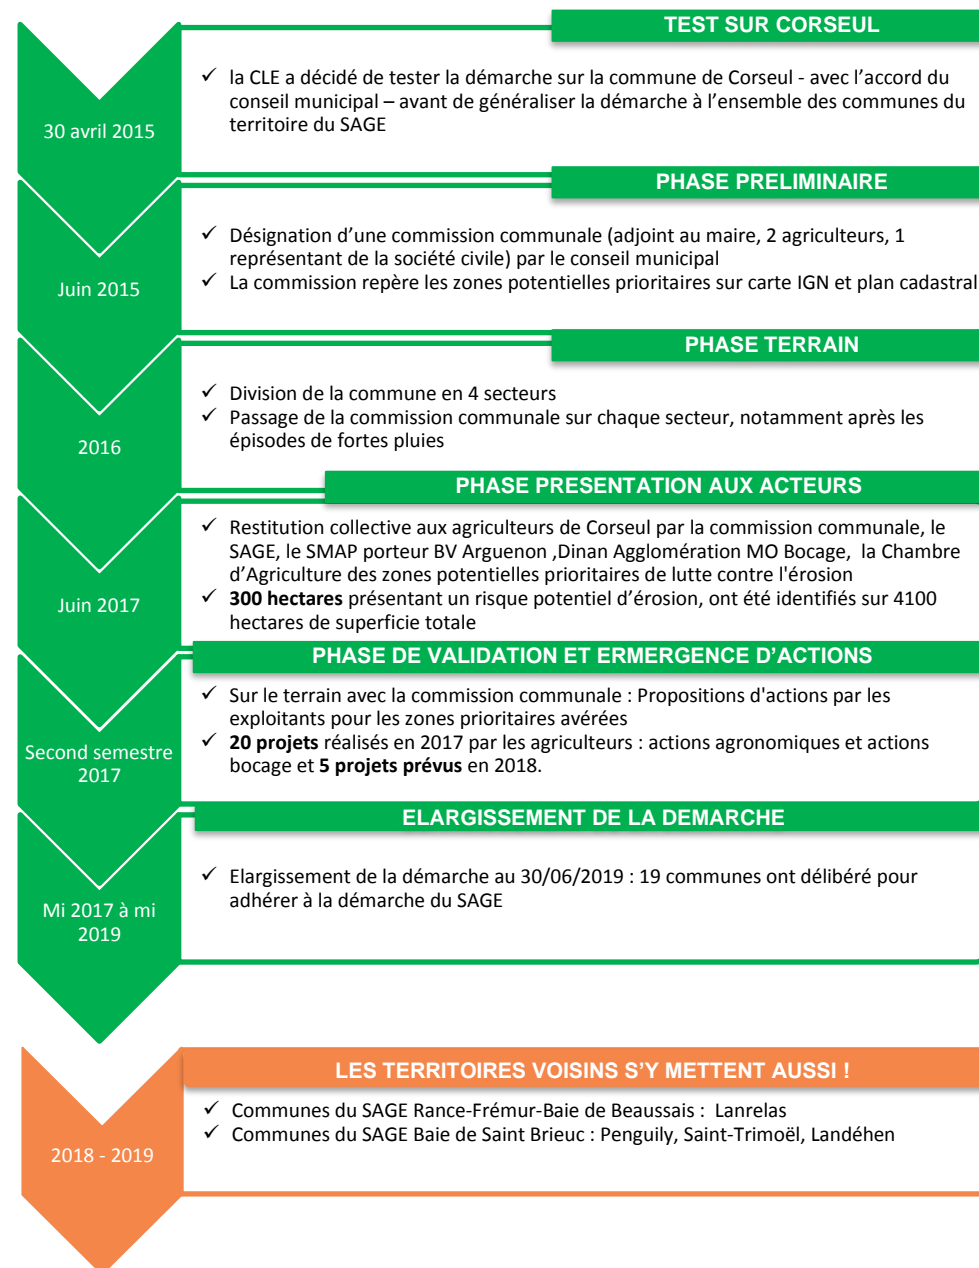 TEST SUR CORSEUL
30 avril 2015
✓ la CLE a décidé de tester la démarche sur la commune de Corseul - avec l'accord du
conseil municipal – avant de généraliser la démarche à l'ensemble des communes du
territoire du SAGE
PHASE PRELIMINAIRE
Juin 2015
✓ Désignation d'une commission communale (adjoint au maire, 2 agriculteurs, 1
représentant de la société civile) par le conseil municipal
✓ La commission repère les zones potentielles prioritaires sur carte IGN et plan cadastral
PHASE TERRAIN
2016
✓ Division de la commune en 4 secteurs
✓ Passage de la commission communale sur chaque secteur, notamment après les
épisodes de fortes pluies
PHASE PRESENTATION AUX ACTEURS
Juin 2017
✓ Restitution collective aux agriculteurs de Corseul par la commission communale, le
SAGE, le SMAP porteur BV Arguenon ,Dinan Agglomération MO Bocage, la Chambre
d'Agriculture des zones potentielles prioritaires de lutte contre l'érosion
✓ 300 hectares présentant un risque potentiel d'érosion, ont été identifiés sur 4100
hectares de superficie totale
PHASE DE VALIDATION ET ERMERGENCE D'ACTIONS
Second semestre
2017
✓ Sur le terrain avec la commission communale : Propositions d'actions par les
exploitants pour les zones prioritaires avérées
✓ 20 projets réalisés en 2017 par les agriculteurs : actions agronomiques et actions
bocage et 5 projets prévus en 2018.
ELARGISSEMENT DE LA DEMARCHE
Mi 2017 à mi
2019
✓ Elargissement de la démarche au 30/06/2019 : 19 communes ont délibéré pour
adhérer à la démarche du SAGE
LES TERRITOIRES VOISINS S'Y METTENT AUSSI !
2018 - 2019
✓ Communes du SAGE Rance-Frémur-Baie de Beaussais : Lanrelas
✓ Communes du SAGE Baie de Saint Brieuc : Penguily, Saint-Trimoël, Landéhen